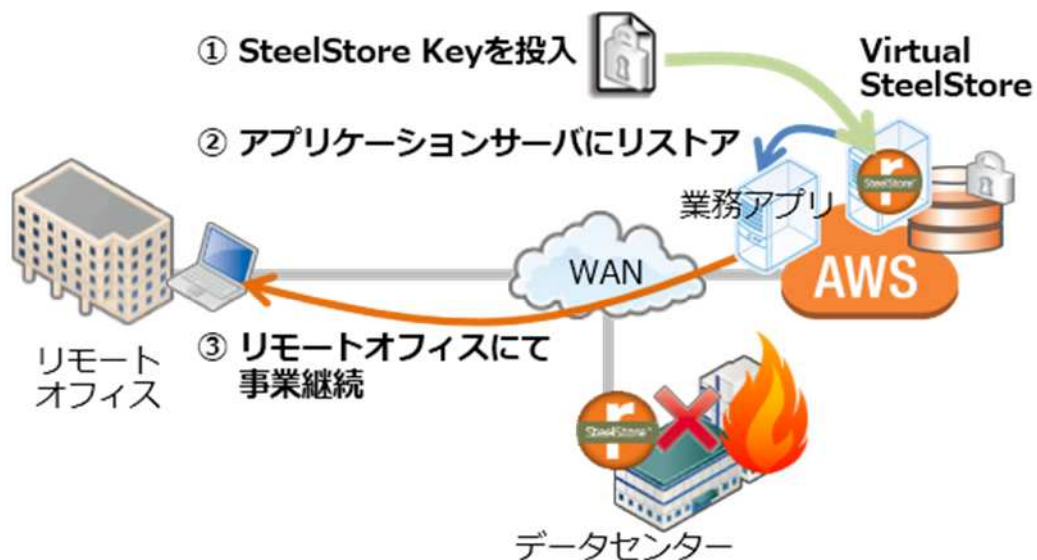 ① SteelStore Keyを投入
Virtual
SteelStore
② アプリケーションサーバにリストア
SteelStore
業務アプリ
WAN
AWS
③ リモートオフィスにて
事業継続
リモート
オフィス
SteelStore
データセンター